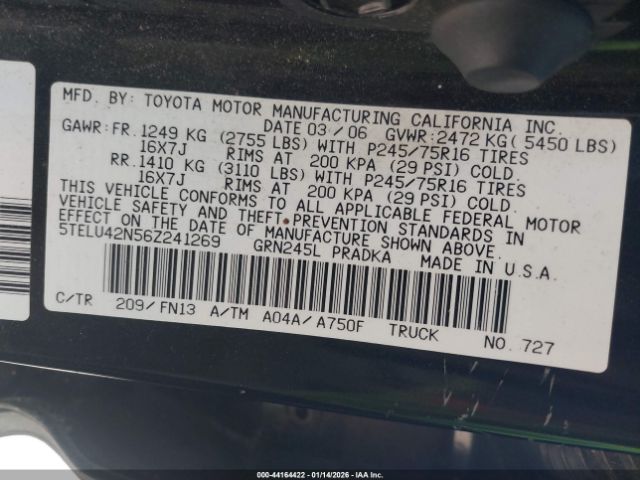 MFD. BY: TOYOTA MOTOR MANUFACTURING CALIFORNIA INC.
DATE 03/06 GVWR:2472 KG( 5450 LBS)
GAWR:FR. 1249 KG (2755 LBS) WITH P245/75R16 TIRES
16X7J RIMS AT 200 KPA (29 PSI) COLD.
RR. 1410 KG (3110 LBS) WITH P245/75R16 TIRES
16X7J RIMS AT 200 KPA (29 PSI) COLD.
THIS VEHICLE CONFORMS TO ALL APPLICABLE FEDERAL MOTOR
VEHICLE SAFETY AND THEFT PREVENTION STANDARDS IN
EFFECT ON THE DATE OF MANUFACTURE SHOWN ABOVE.
5TELU42N56Z241269 GRN245L PRADKA MADE IN U.S.A.
C/TR 209/FN13 A/TM A04A/A750F TRUCK NO. 727
000-44164422 - 01/14/2026 - IAA Inc.